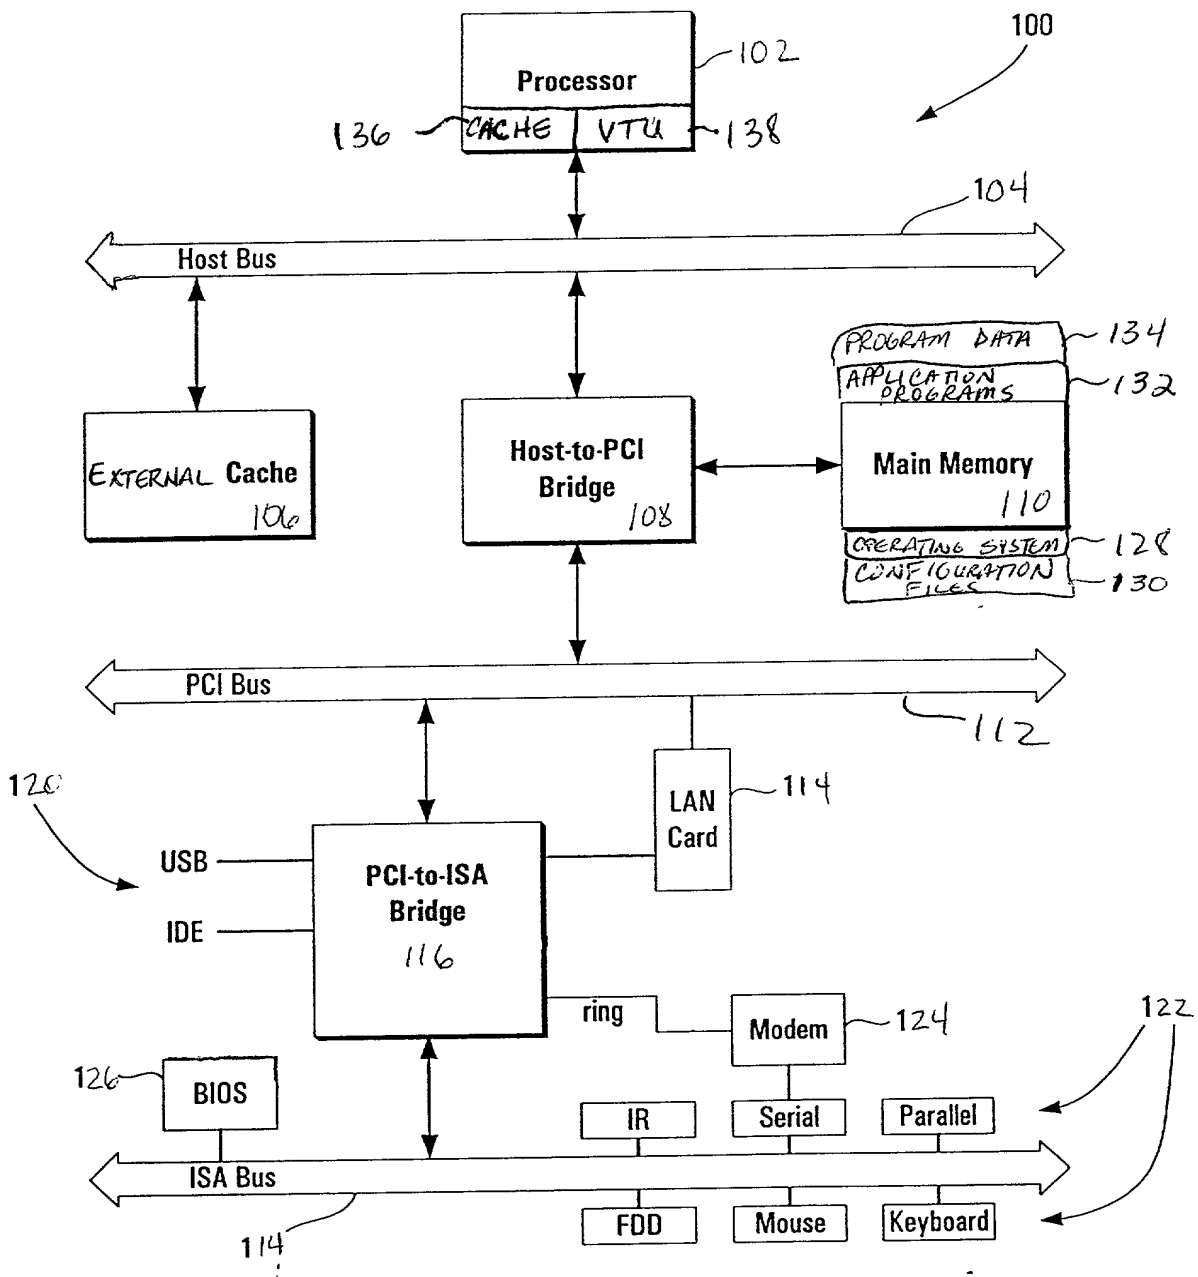 100
102
Processor
136
CACHE
VTU
138
104
Host Bus
PROGRAM DATA
134
APPLICATION
PROGRAMS
132
EXTERNAL Cache
106
Host-to-PCI
Bridge
108
Main Memory
110
OPERATING SYSTEM
128
CONFIGURATION
FILES
130
PCI Bus
112
120
LAN
Card
114
USB
IDE
PCI-to-ISA
Bridge
116
ring
Modem
124
122
126
BIOS
IR
Serial
Parallel
ISA Bus
FDD
Mouse
Keyboard
114